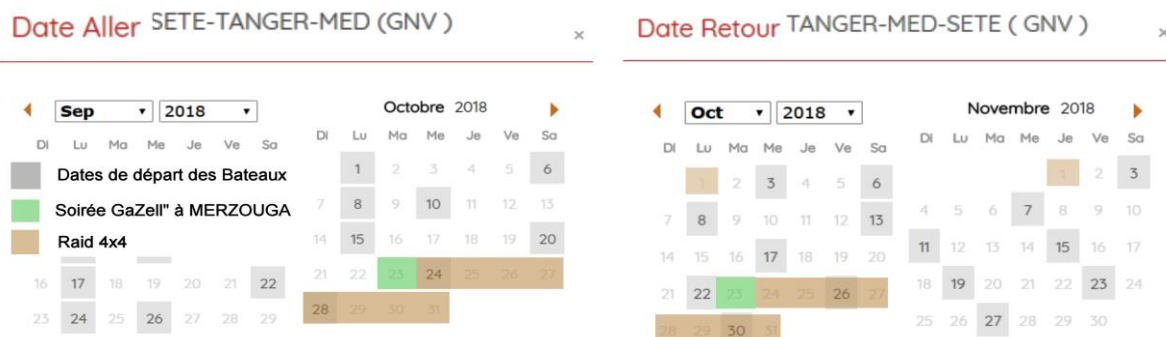 Date Aller SETE-TANGER-MED (GNV )
×
Sep 2018
Octobre 2018
Di Lu Ma Me Je Ve Sa
Di Lu Ma Me Je Ve Sa
Dates de départ des Bateaux
Soirée GaZell" à MERZOUGA
Raid 4x4
16 17 18 19 20 21 22
23 24 25 26 27 28 29
1 2 3 4 5 6
7 8 9 10 11 12 13
14 15 16 17 18 19 20
21 22 23 24 25 26 27
28 29 30 31
Date Retour TANGER-MED-SETE ( GNV )
×
Oct 2018
Novembre 2018
Di Lu Ma Me Je Ve Sa
1 2 3 4 5 6
7 8 9 10 11 12 13
14 15 16 17 18 19 20
21 22 23 24 25 26 27
28 29 30 31
Di Lu Ma Me Je Ve Sa
1 2 3
4 5 6 7 8 9 10
11 12 13 14 15 16 17
18 19 20 21 22 23 24
25 26 27 28 29 30